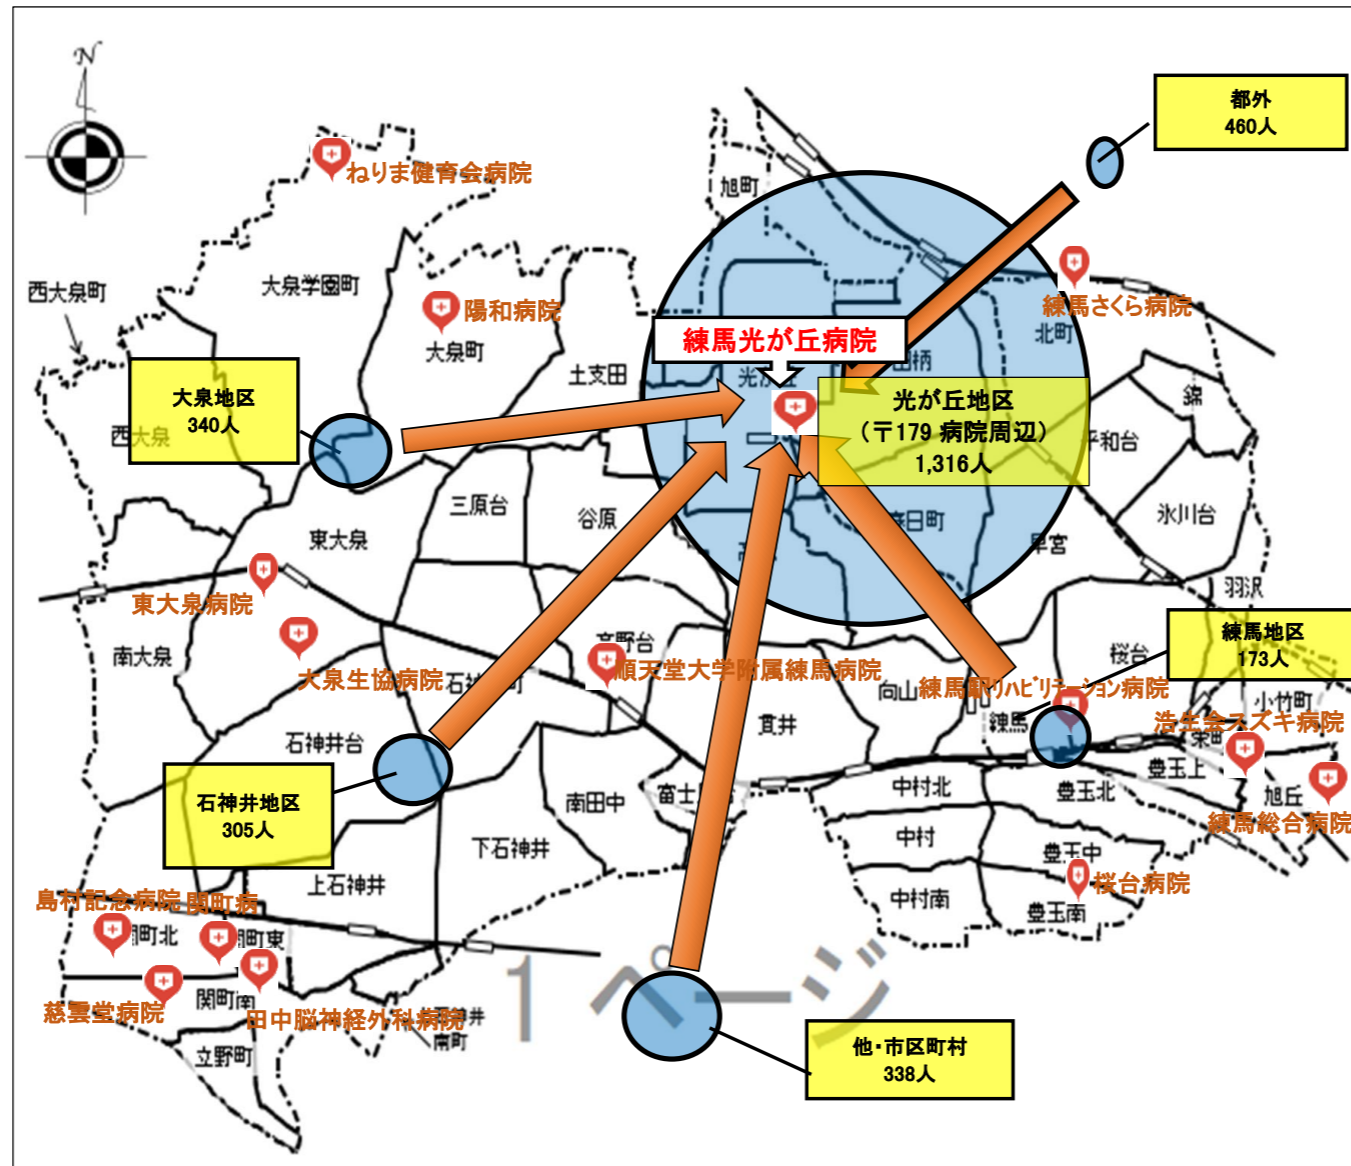 N
都外
460人
ねりま健育会病院
旭町
西大泉町
大泉学園町
陽和病院
大泉町
練馬さくら病院
北町
練馬光が丘病院
土支田
大泉地区
340人
光が丘地区
(〒179 病院周辺)
1,316人
西大泉
平和台
三原台
谷原
東大泉
春日町
氷川台
早宮
羽沢
東大泉病院
南大泉
大泉生協病院
順天堂大学附属練馬病院
向山
桜台
練馬地区
173人
練馬駅リハビリテーション病院
小竹町
練馬
浩生会スズキ病院
石神井台
貫井
豊玉上
中村北
豊玉北
旭丘
石神井地区
305人
南田中
練馬総合病院
下石神井
中村
豊玉中
上石神井
桜台病院
中村南
豊玉南
島村記念病院
関町病
関町北
関町東
慈雲堂病院
関町南
田中脳神経外科病院
南町
立野町
1 ページ
他・市区町村
338人